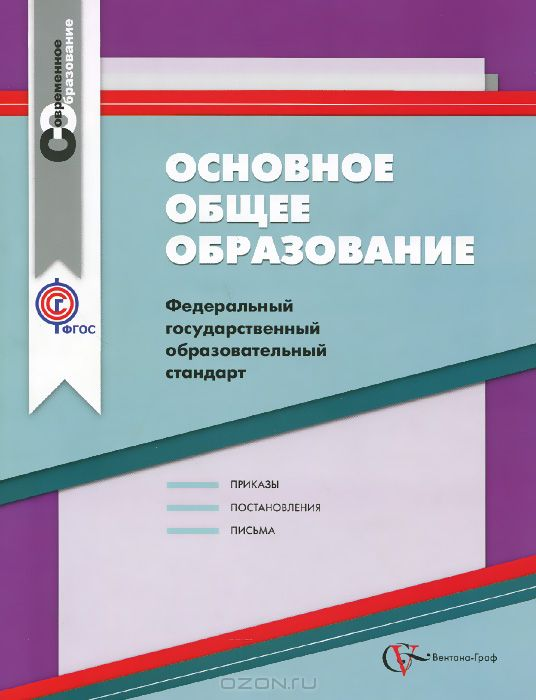 Современное
образование
ОСНОВНОЕ
ОБЩЕЕ
ОБРАЗОВАНИЕ
ФГОС
Федеральный
государственный
образовательный
стандарт
ПРИКАЗЫ
ПОСТАНОВЛЕНИЯ
ПИСЬМА
Вентана-Граф
OZON.RU